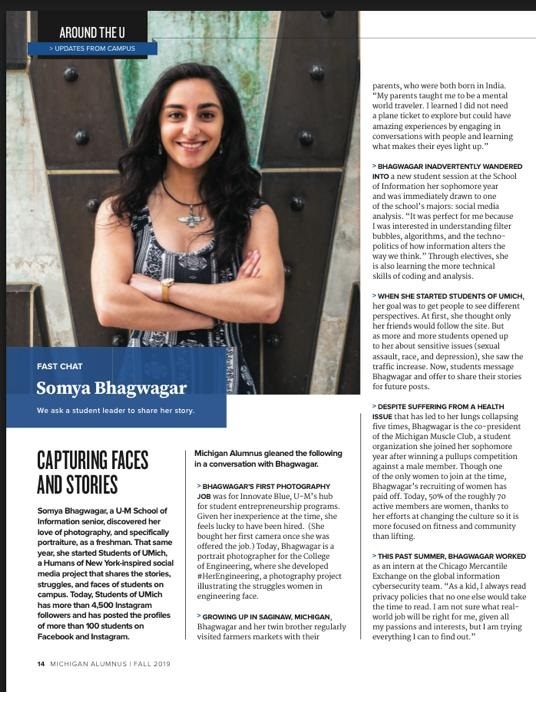 AROUND THE U
> UPDATES FROM CAMPUS
FAST CHAT
Somya Bhagwagar
We ask a student leader to share her story.
CAPTURING FACES
AND STORIES
Somya Bhagwagar, a U-M School of
Information senior, discovered her
love of photography, and specifically
portraiture, as a freshman. That same
year, she started Students of UMich,
a Humans of New York-inspired social
media project that shares the stories,
struggles, and faces of students on
campus. Today, Students of UMich
has more than 4,500 Instagram
followers and has posted the profiles
of more than 100 students on
Facebook and Instagram.
Michigan Alumnus gleaned the following
in a conversation with Bhagwagar.
> BHAGWAGAR'S FIRST PHOTOGRAPHY
JOB was for Innovate Blue, U-M's hub
for student entrepreneurship programs.
Given her inexperience at the time, she
feels lucky to have been hired. (She
bought her first camera once she was
offered the job.) Today, Bhagwagar is a
portrait photographer for the College
of Engineering, where she developed
#HerEngineering, a photography project
illustrating the struggles women in
engineering face.
> GROWING UP IN SAGINAW, MICHIGAN,
Bhagwagar and her twin brother regularly
visited farmers markets with their
parents, who were both born in India.
“My parents taught me to be a mental
world traveler. I learned I did not need
a plane ticket to explore but could have
amazing experiences by engaging in
conversations with people and learning
what makes their eyes light up.”
> BHAGWAGAR INADVERTENTLY WANDERED
INTO a new student session at the School
of Information her sophomore year
and was immediately drawn to one
of the school's majors: social media
analysis. “It was perfect for me because
I was interested in understanding filter
bubbles, algorithms, and the techno-
politics of how information alters the
way we think.” Through electives, she
is also learning the more technical
skills of coding and analysis.
> WHEN SHE STARTED STUDENTS OF UMICH,
her goal was to get people to see different
perspectives. At first, she thought only
her friends would follow the site. But
as more and more students opened up
to her about sensitive issues (sexual
assault, race, and depression), she saw the
traffic increase. Now, students message
Bhagwagar and offer to share their stories
for future posts.
> DESPITE SUFFERING FROM A HEALTH
ISSUE that has led to her lungs collapsing
five times, Bhagwagar is the co-president
of the Michigan Muscle Club, a student
organization she joined her sophomore
year after winning a pullups competition
against a male member. Though one
of the only women to join at the time,
Bhagwagar's recruiting of women has
paid off. Today, 50% of the roughly 70
active members are women, thanks to
her efforts at changing the culture so it is
more focused on fitness and community
than lifting.
> THIS PAST SUMMER, BHAGWAGAR WORKED
as an intern at the Chicago Mercantile
Exchange on the global information
cybersecurity team. “As a kid, I always read
privacy policies that no one else would take
the time to read. I am not sure what real-
world job will be right for me, given all
my passions and interests, but I am trying
everything I can to find out.”
14 MICHIGAN ALUMNUS | FALL 2019